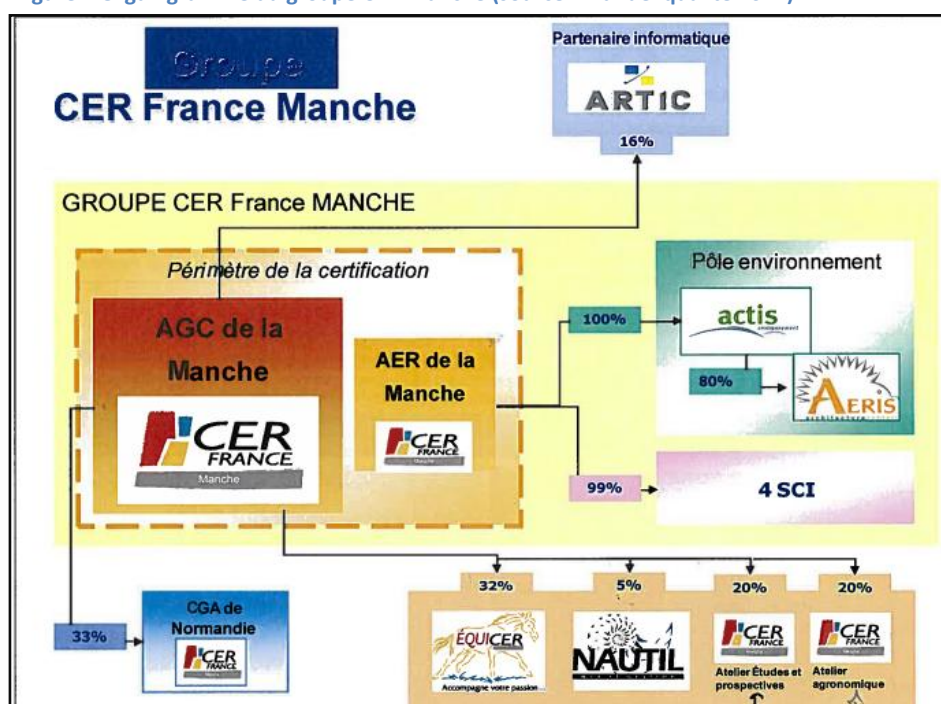 Groupe
CER France Manche
Partenaire informatique
ARTIC
16%
GROUPE CER France MANCHE
Périmètre de la certification
AGC de la
Manche
CER
FRANCE
Manche
AER de la
Manche
CER
FRANCE
Manche
100%
Pôle environnement
actis
environnement
80%
AERIS
architecture
99%
4 SCI
33%
CGA de
Normandie
CER
FRANCE
32%
5%
20%
20%
ÉQUICER
Accompagne votre passion...
NAUTIL
CER
FRANCE
Atelier Études et
prospectives
CER
FRANCE
Atelier
agronomique